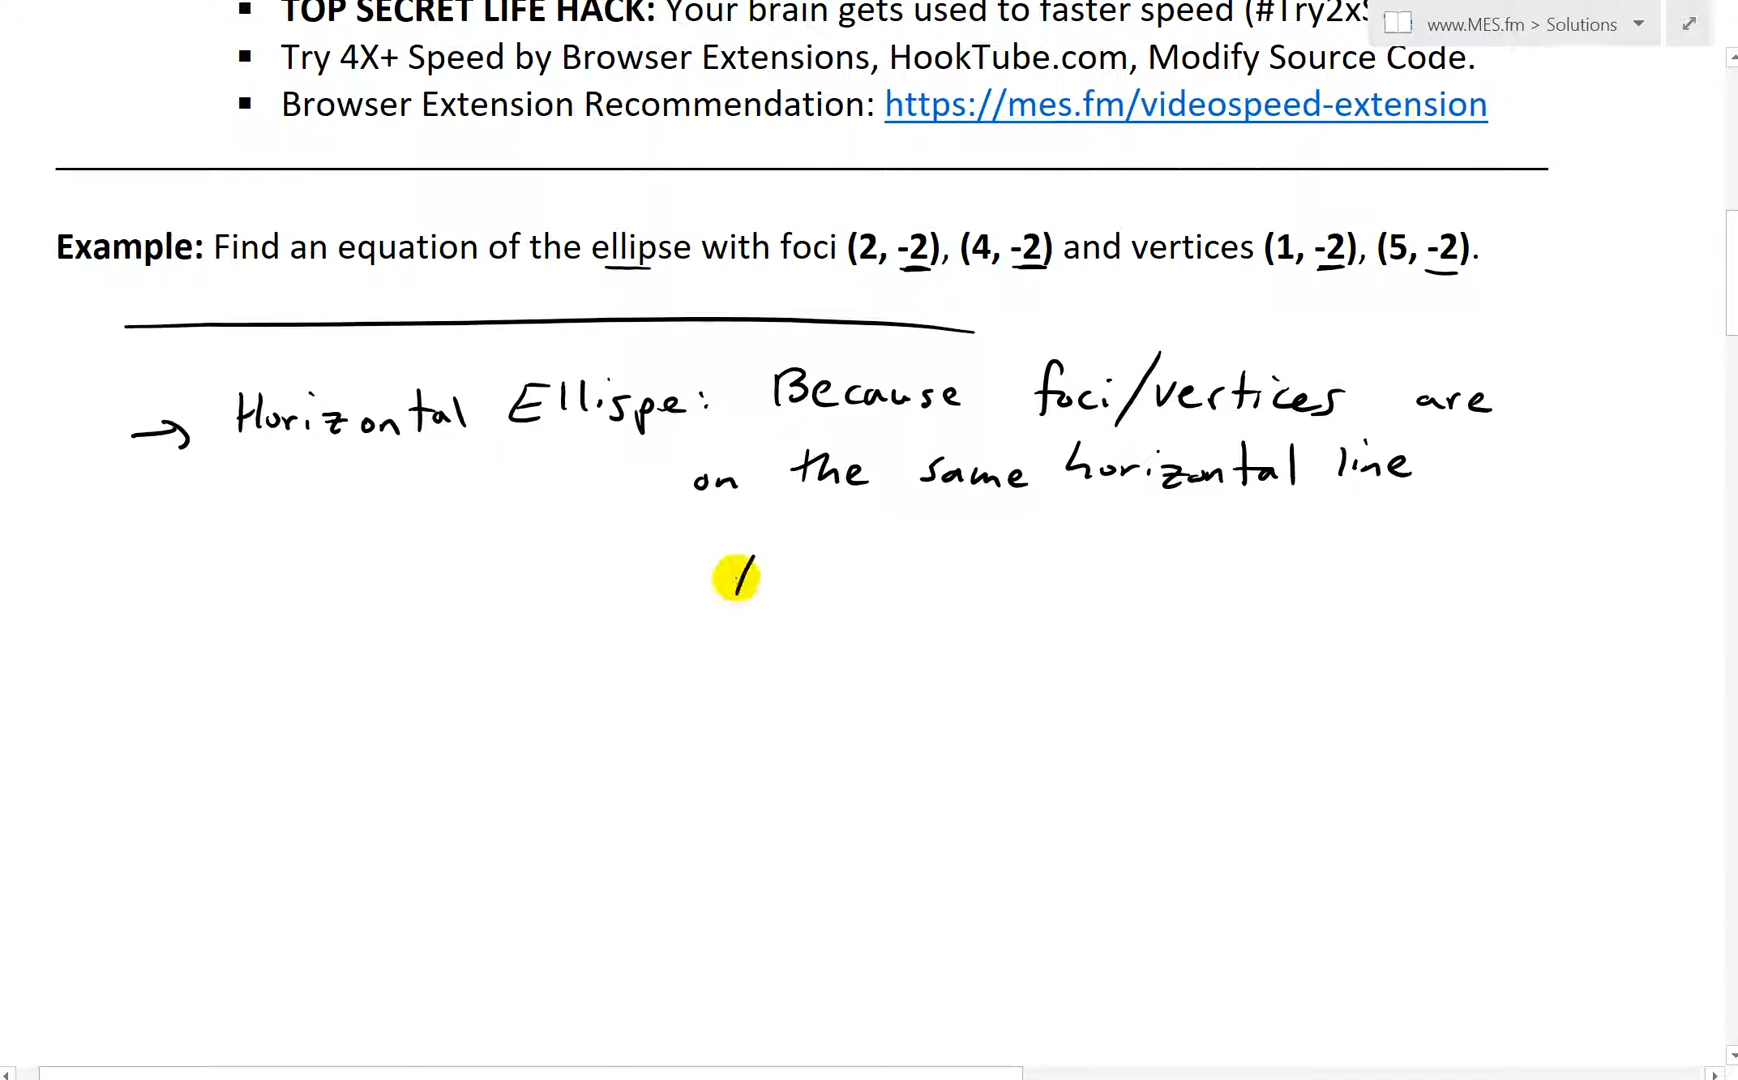 TOP SECRET LIFE HACK: Your brain gets used to faster speed (#Try2xS
www.MES.fm > Solutions
▪ Try 4X+ Speed by Browser Extensions, HookTube.com, Modify Source Code.
▪ Browser Extension Recommendation: https://mes.fm/videospeed-extension
Example: Find an equation of the ellipse with foci (2, -2), (4, -2) and vertices (1, -2), (5, -2).
→ Horizontal Ellispe: Because foci/vertices are
on the same horizontal line